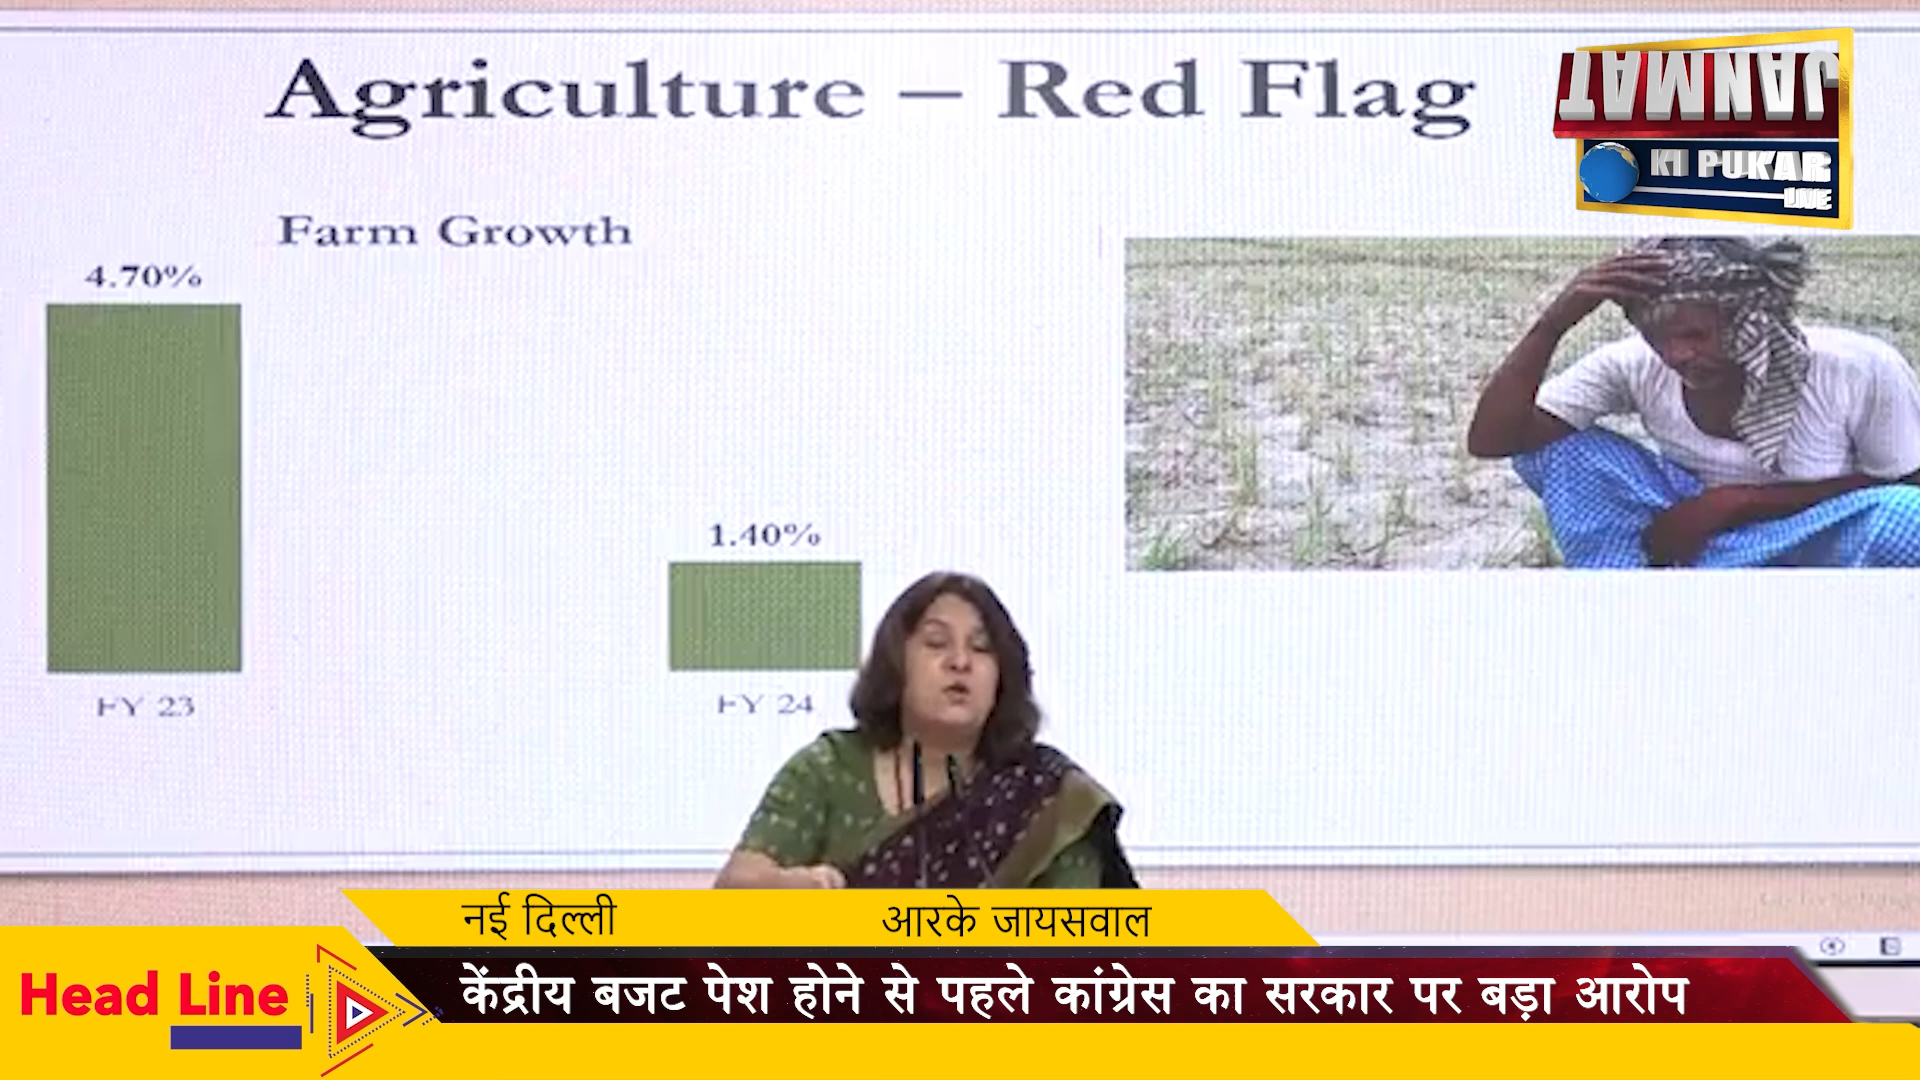 Agriculture – Red Flag
JANMAT
KI PUKAR
LIVE
Farm Growth
4.70%
1.40%
FY 23
FY 24
नई दिल्ली
आरके जायसवाल
Head Line
केंद्रीय बजट पेश होने से पहले कांग्रेस का सरकार पर बड़ा आरोप